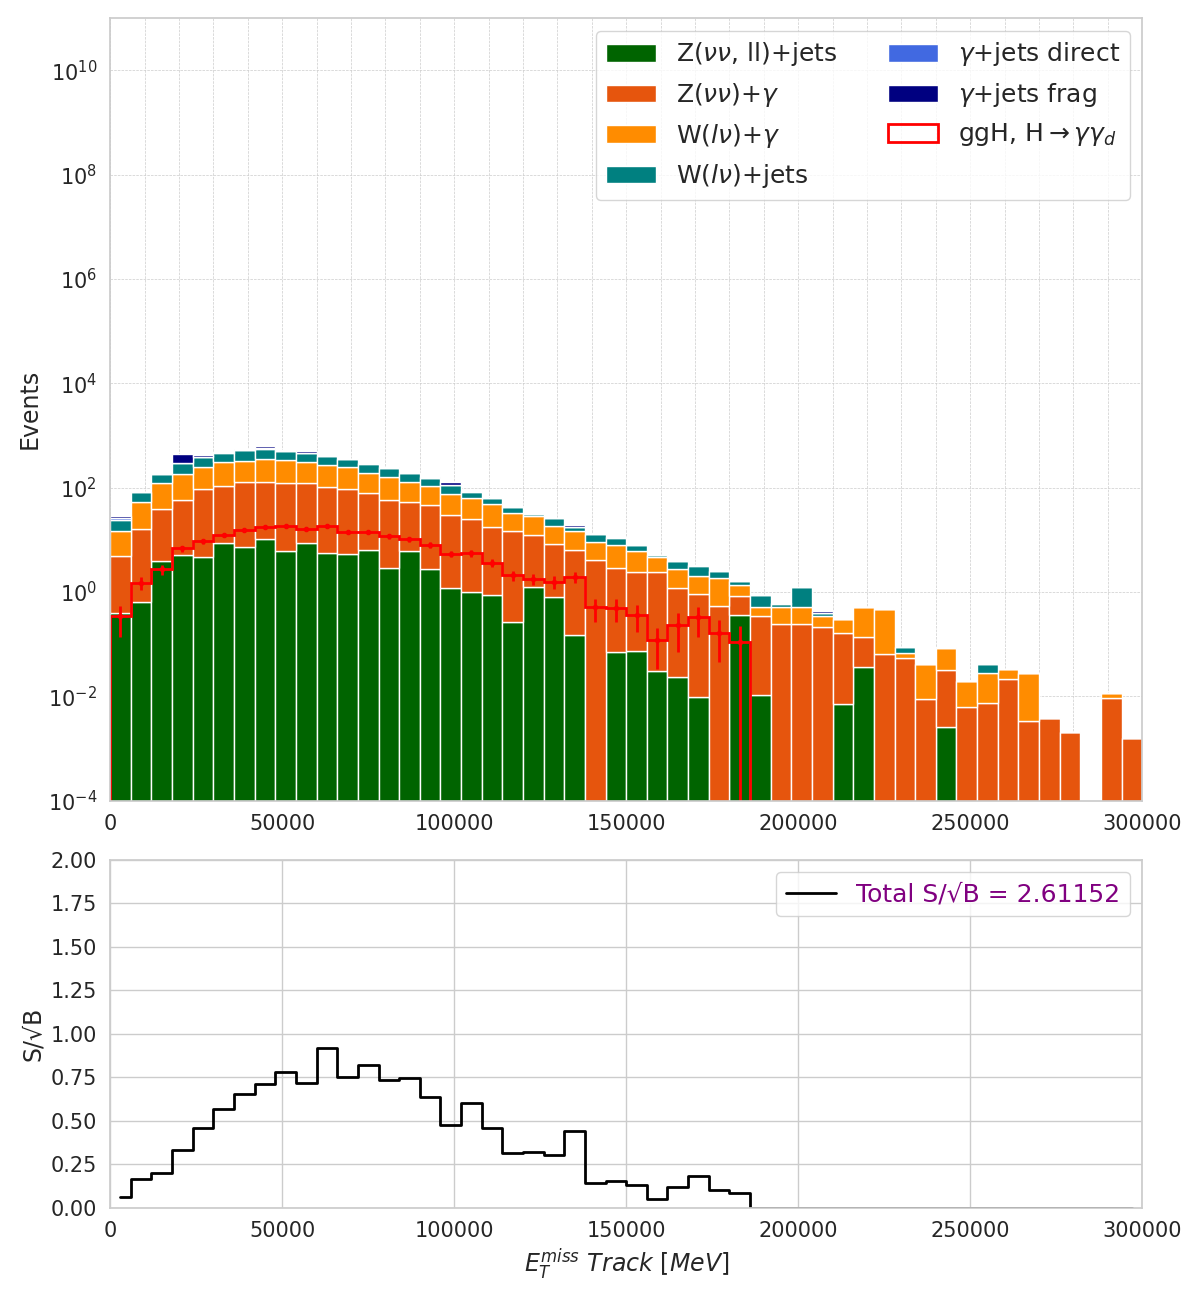 Z(νν, ll)+jets
Z(νν)+γ
W(lν)+γ
W(lν)+jets
γ+jets direct
γ+jets frag
ggH, H→γγ_d
10^10
10^8
10^6
10^4
10^2
10^0
10^−2
10^−4
Events
0 50000 100000 150000 200000 250000 300000
Total S/√B = 2.61152
2.00
1.75
1.50
1.25
1.00
0.75
0.50
0.25
0.00
S/√B
0 50000 100000 150000 200000 250000 300000
E_T^miss Track [MeV]